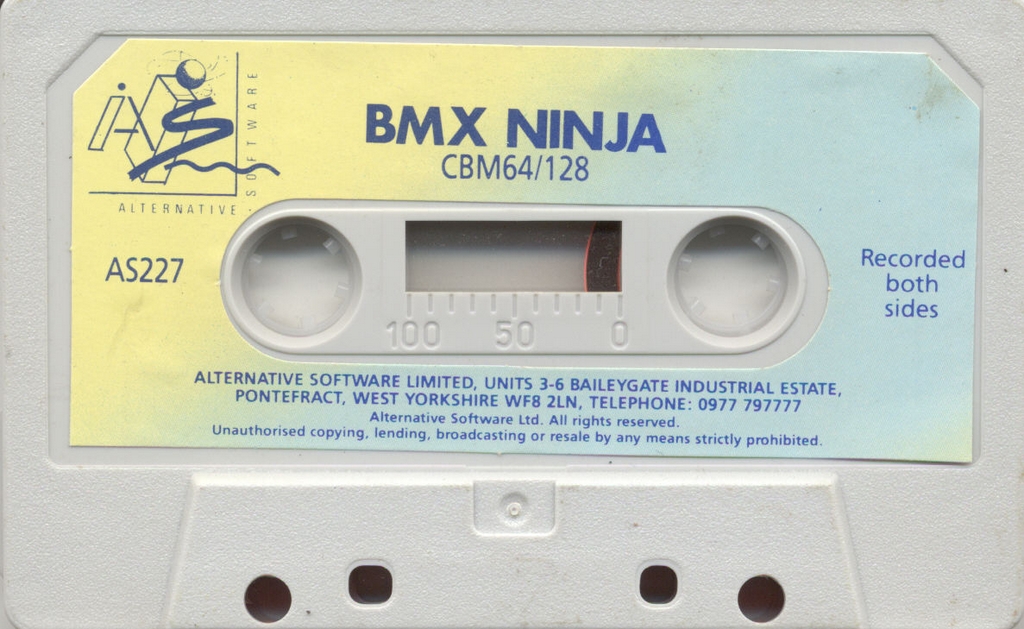 iAS
SOFTWARE
ALTERNATIVE
BMX NINJA
CBM64/128
AS227
Recorded
both
sides
100 50 0
ALTERNATIVE SOFTWARE LIMITED, UNITS 3-6 BAILEYGATE INDUSTRIAL ESTATE,
PONTEFRACT, WEST YORKSHIRE WF8 2LN, TELEPHONE: 0977 797777
Alternative Software Ltd. All rights reserved.
Unauthorised copying, lending, broadcasting or resale by any means strictly prohibited.